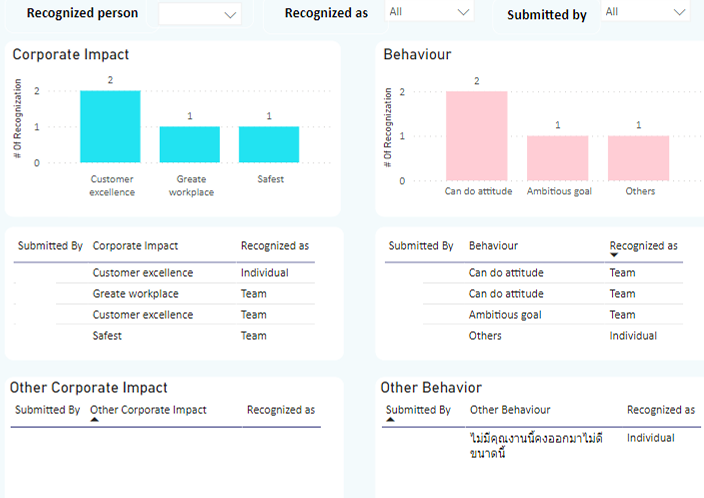 Recognized person
Recognized as
All
Submitted by
All
Corporate Impact
# Of Recognization
2
1
0
2
1
1
Customer
excellence
Greate
workplace
Safest
Behaviour
# Of Recognization
2
1
0
2
1
1
Can do attitude
Ambitious goal
Others
Submitted By Corporate Impact Recognized as
Customer excellence Individual
Greate workplace Team
Customer excellence Team
Safest Team
Submitted By Behaviour Recognized as
Can do attitude Team
Can do attitude Team
Ambitious goal Team
Others Individual
Other Corporate Impact
Submitted By Other Corporate Impact Recognized as
Other Behavior
Submitted By Other Behaviour Recognized as
ไม่มีคุณงานนี้คงออกมาไม่ดี Individual
ขนาดนี้